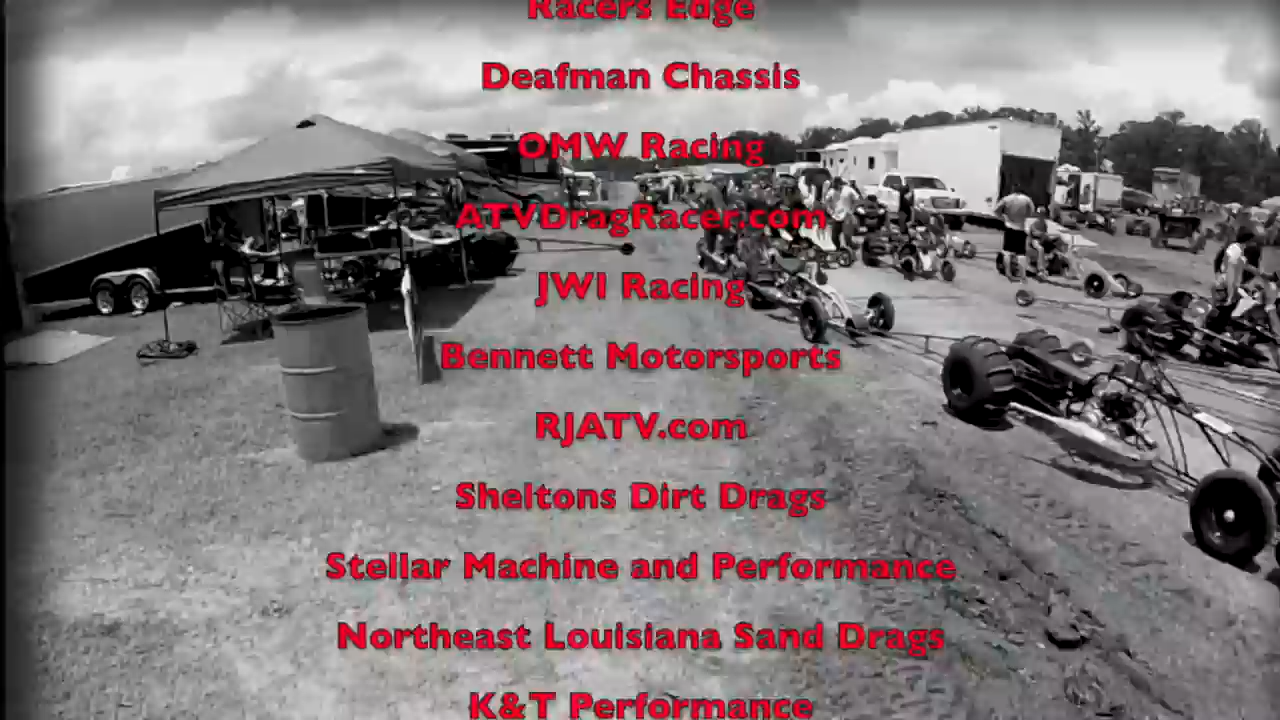 Racers Edge
Deafman Chassis
OMW Racing
ATVDragRacer.com
JWI Racing
Bennett Motorsports
RJATV.com
Sheltons Dirt Drags
Stellar Machine and Performance
Northeast Louisiana Sand Drags
K&T Performance